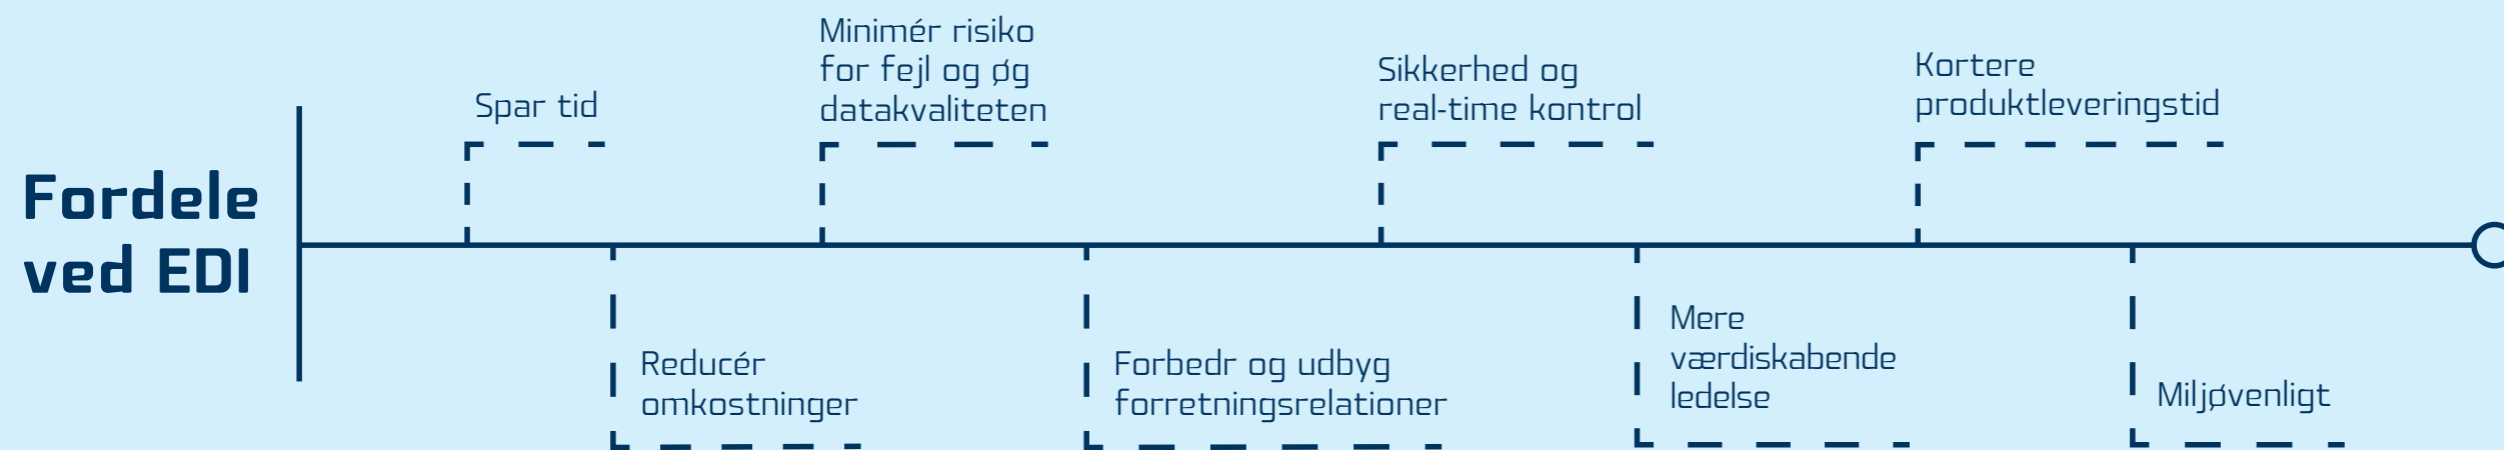 Fordele
ved EDI
Spar tid
Reducér
omkostninger
Minimér risiko
for fejl og øg
datakvaliteten
Forbedr og udbyg
forretningsrelationer
Sikkerhed og
real-time kontrol
Mere
værdiskabende
ledelse
Kortere
produktleveringstid
Miljøvenligt